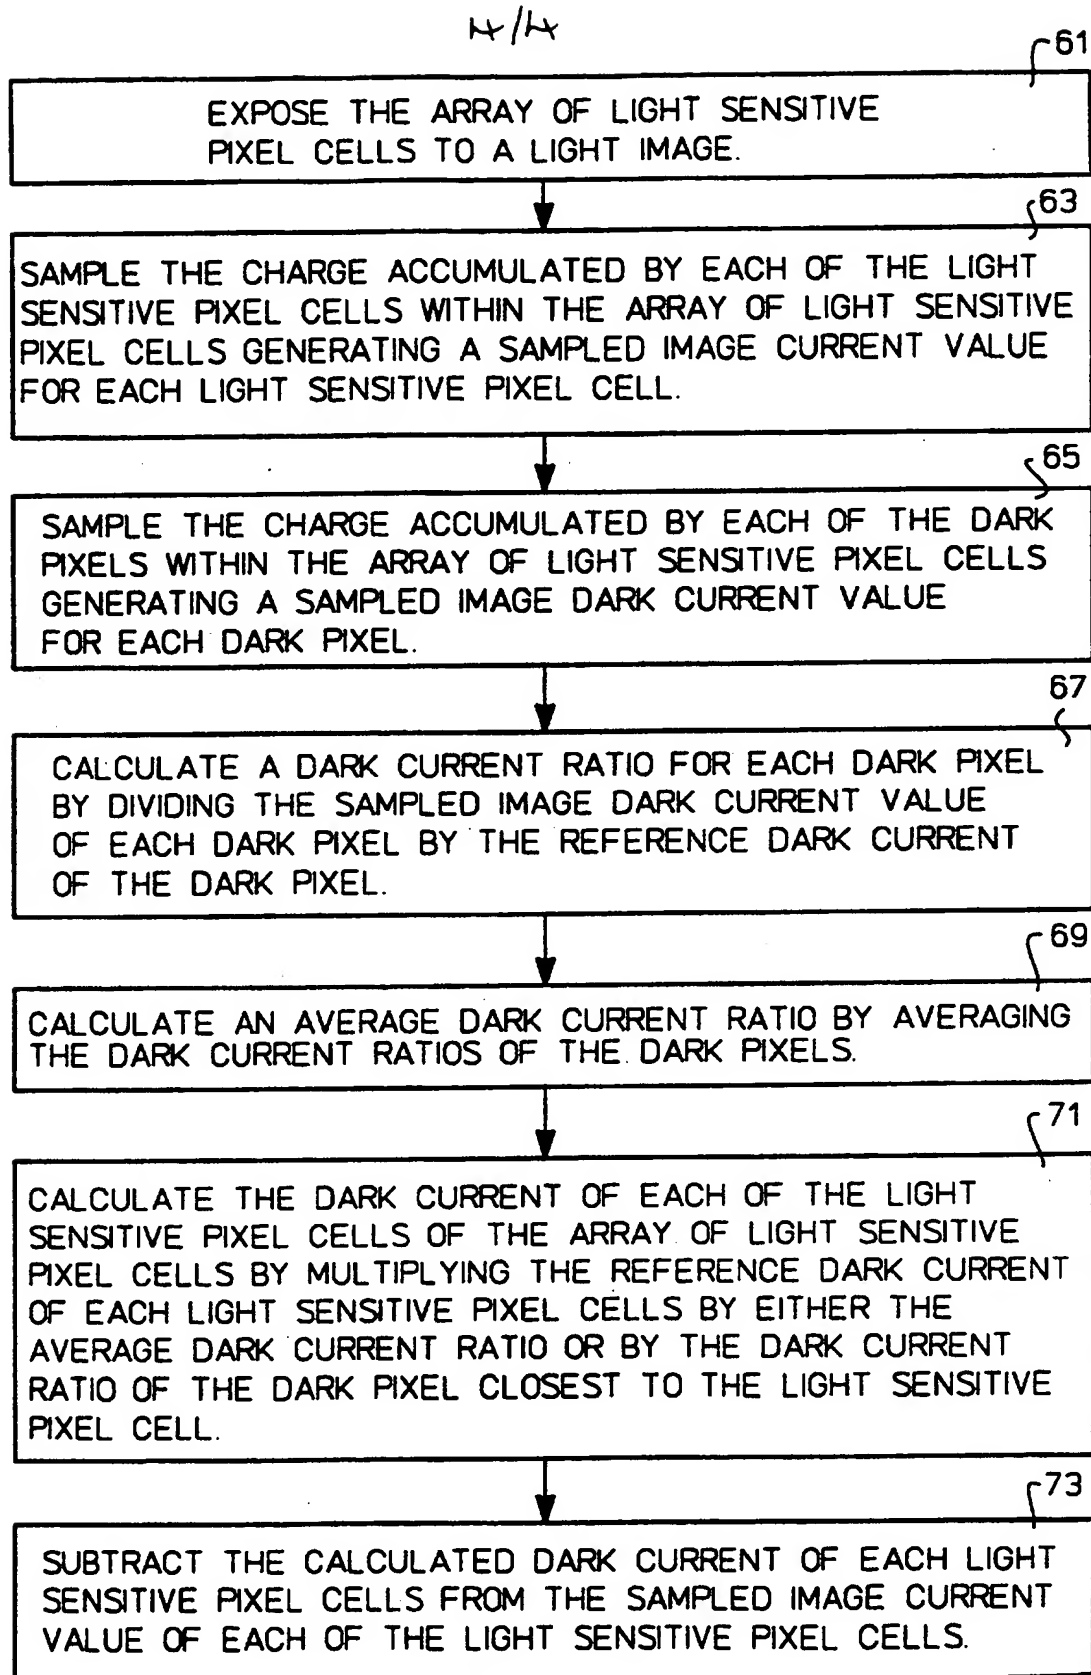 4/4
61
EXPOSE THE ARRAY OF LIGHT SENSITIVE
PIXEL CELLS TO A LIGHT IMAGE.
63
SAMPLE THE CHARGE ACCUMULATED BY EACH OF THE LIGHT
SENSITIVE PIXEL CELLS WITHIN THE ARRAY OF LIGHT SENSITIVE
PIXEL CELLS GENERATING A SAMPLED IMAGE CURRENT VALUE
FOR EACH LIGHT SENSITIVE PIXEL CELL.
65
SAMPLE THE CHARGE ACCUMULATED BY EACH OF THE DARK
PIXELS WITHIN THE ARRAY OF LIGHT SENSITIVE PIXEL CELLS
GENERATING A SAMPLED IMAGE DARK CURRENT VALUE
FOR EACH DARK PIXEL.
67
CALCULATE A DARK CURRENT RATIO FOR EACH DARK PIXEL
BY DIVIDING THE SAMPLED IMAGE DARK CURRENT VALUE
OF EACH DARK PIXEL BY THE REFERENCE DARK CURRENT
OF THE DARK PIXEL.
69
CALCULATE AN AVERAGE DARK CURRENT RATIO BY AVERAGING
THE DARK CURRENT RATIOS OF THE DARK PIXELS.
71
CALCULATE THE DARK CURRENT OF EACH OF THE LIGHT
SENSITIVE PIXEL CELLS OF THE ARRAY OF LIGHT SENSITIVE
PIXEL CELLS BY MULTIPLYING THE REFERENCE DARK CURRENT
OF EACH LIGHT SENSITIVE PIXEL CELLS BY EITHER THE
AVERAGE DARK CURRENT RATIO OR BY THE DARK CURRENT
RATIO OF THE DARK PIXEL CLOSEST TO THE LIGHT SENSITIVE
PIXEL CELL.
73
SUBTRACT THE CALCULATED DARK CURRENT OF EACH LIGHT
SENSITIVE PIXEL CELLS FROM THE SAMPLED IMAGE CURRENT
VALUE OF EACH OF THE LIGHT SENSITIVE PIXEL CELLS.